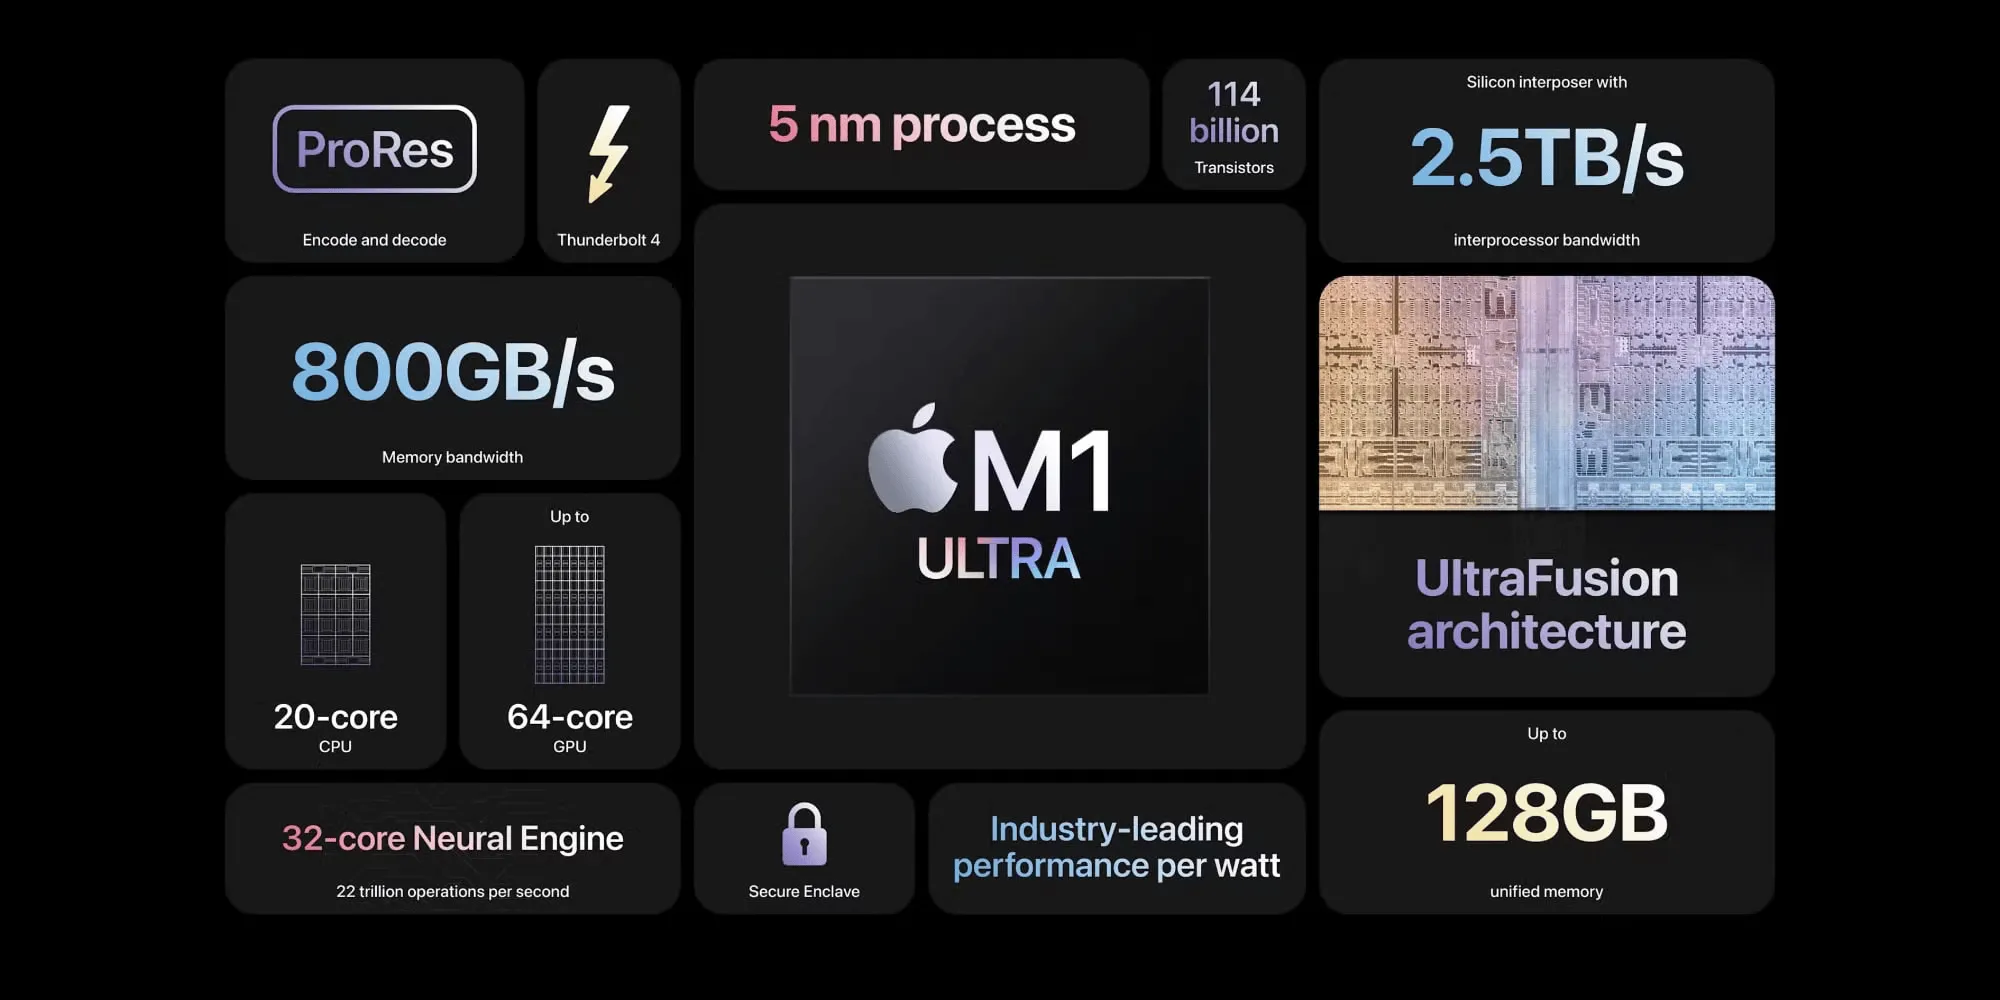 ProRes
Encode and decode
Thunderbolt 4
5 nm process
114
billion
Transistors
Silicon interposer with
2.5TB/s
interprocessor bandwidth
800GB/s
Memory bandwidth
M1
ULTRA
UltraFusion
architecture
20-core
CPU
Up to
64-core
GPU
32-core Neural Engine
22 trillion operations per second
Secure Enclave
Industry-leading
performance per watt
Up to
128GB
unified memory